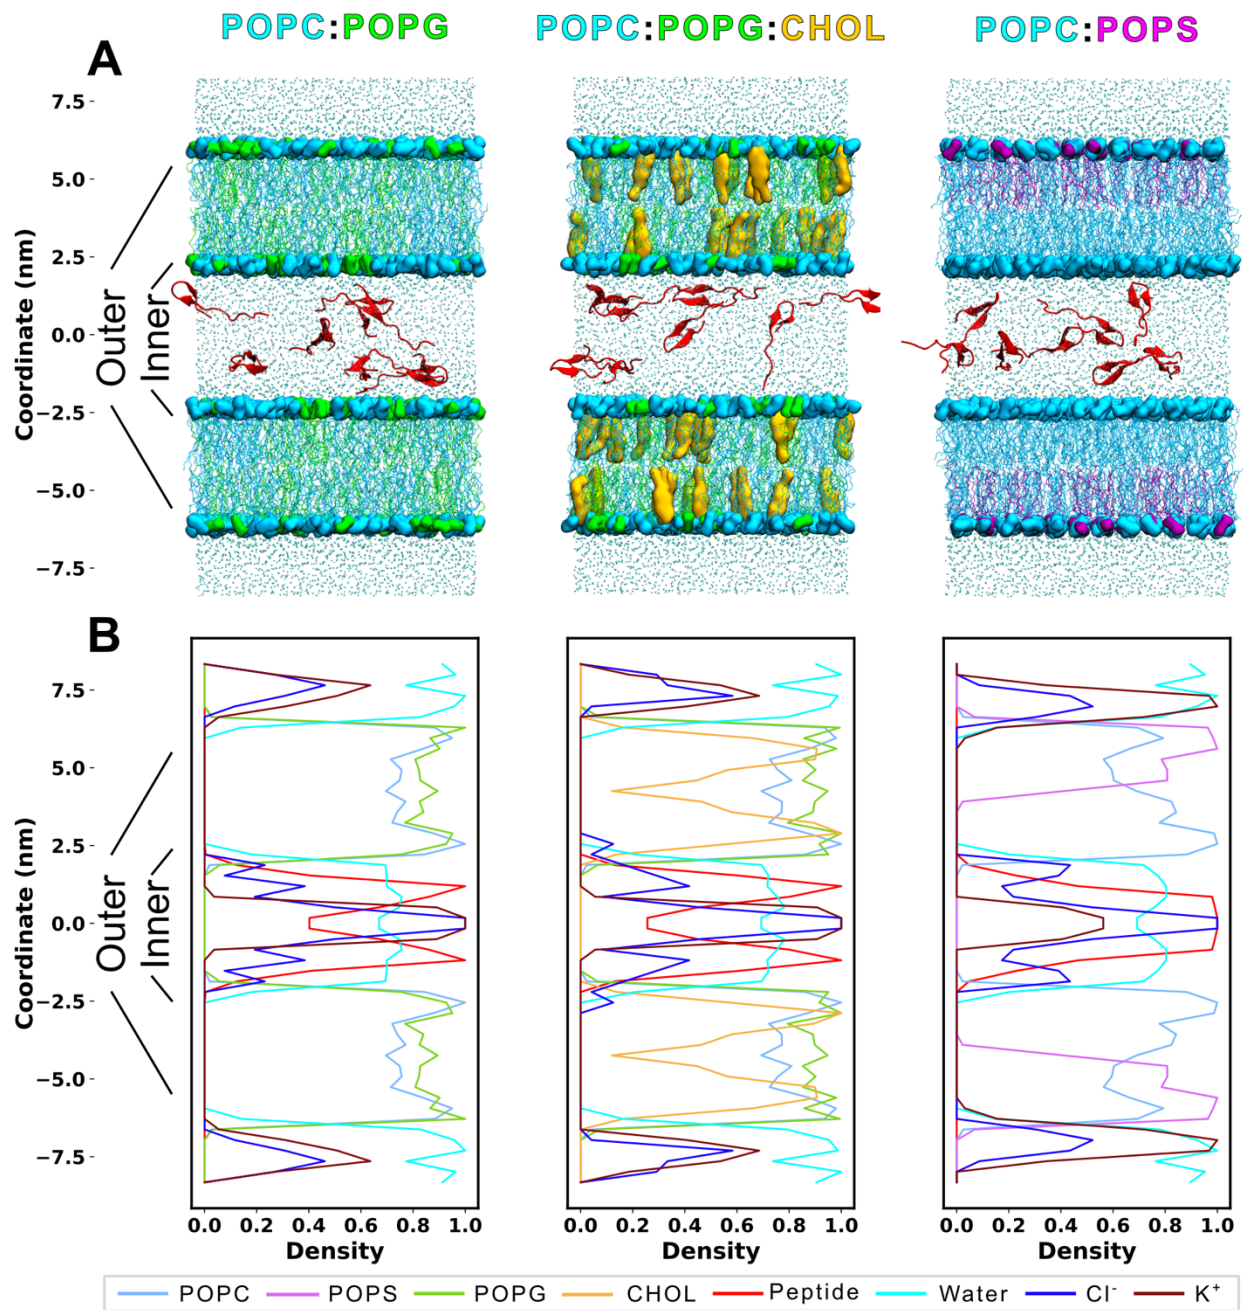 POPC:POPG POPC:POPG:CHOL POPC:POPS
A
7.5
5.0
2.5
0.0
−2.5
−5.0
−7.5
Coordinate (nm)
Outer
Inner
B
7.5
5.0
2.5
0.0
−2.5
−5.0
−7.5
Coordinate (nm)
Outer
Inner
0.0 0.2 0.4 0.6 0.8 1.0 0.0 0.2 0.4 0.6 0.8 1.0 0.0 0.2 0.4 0.6 0.8 1.0
Density Density Density
POPC POPS POPG CHOL Peptide Water Cl⁻ K⁺